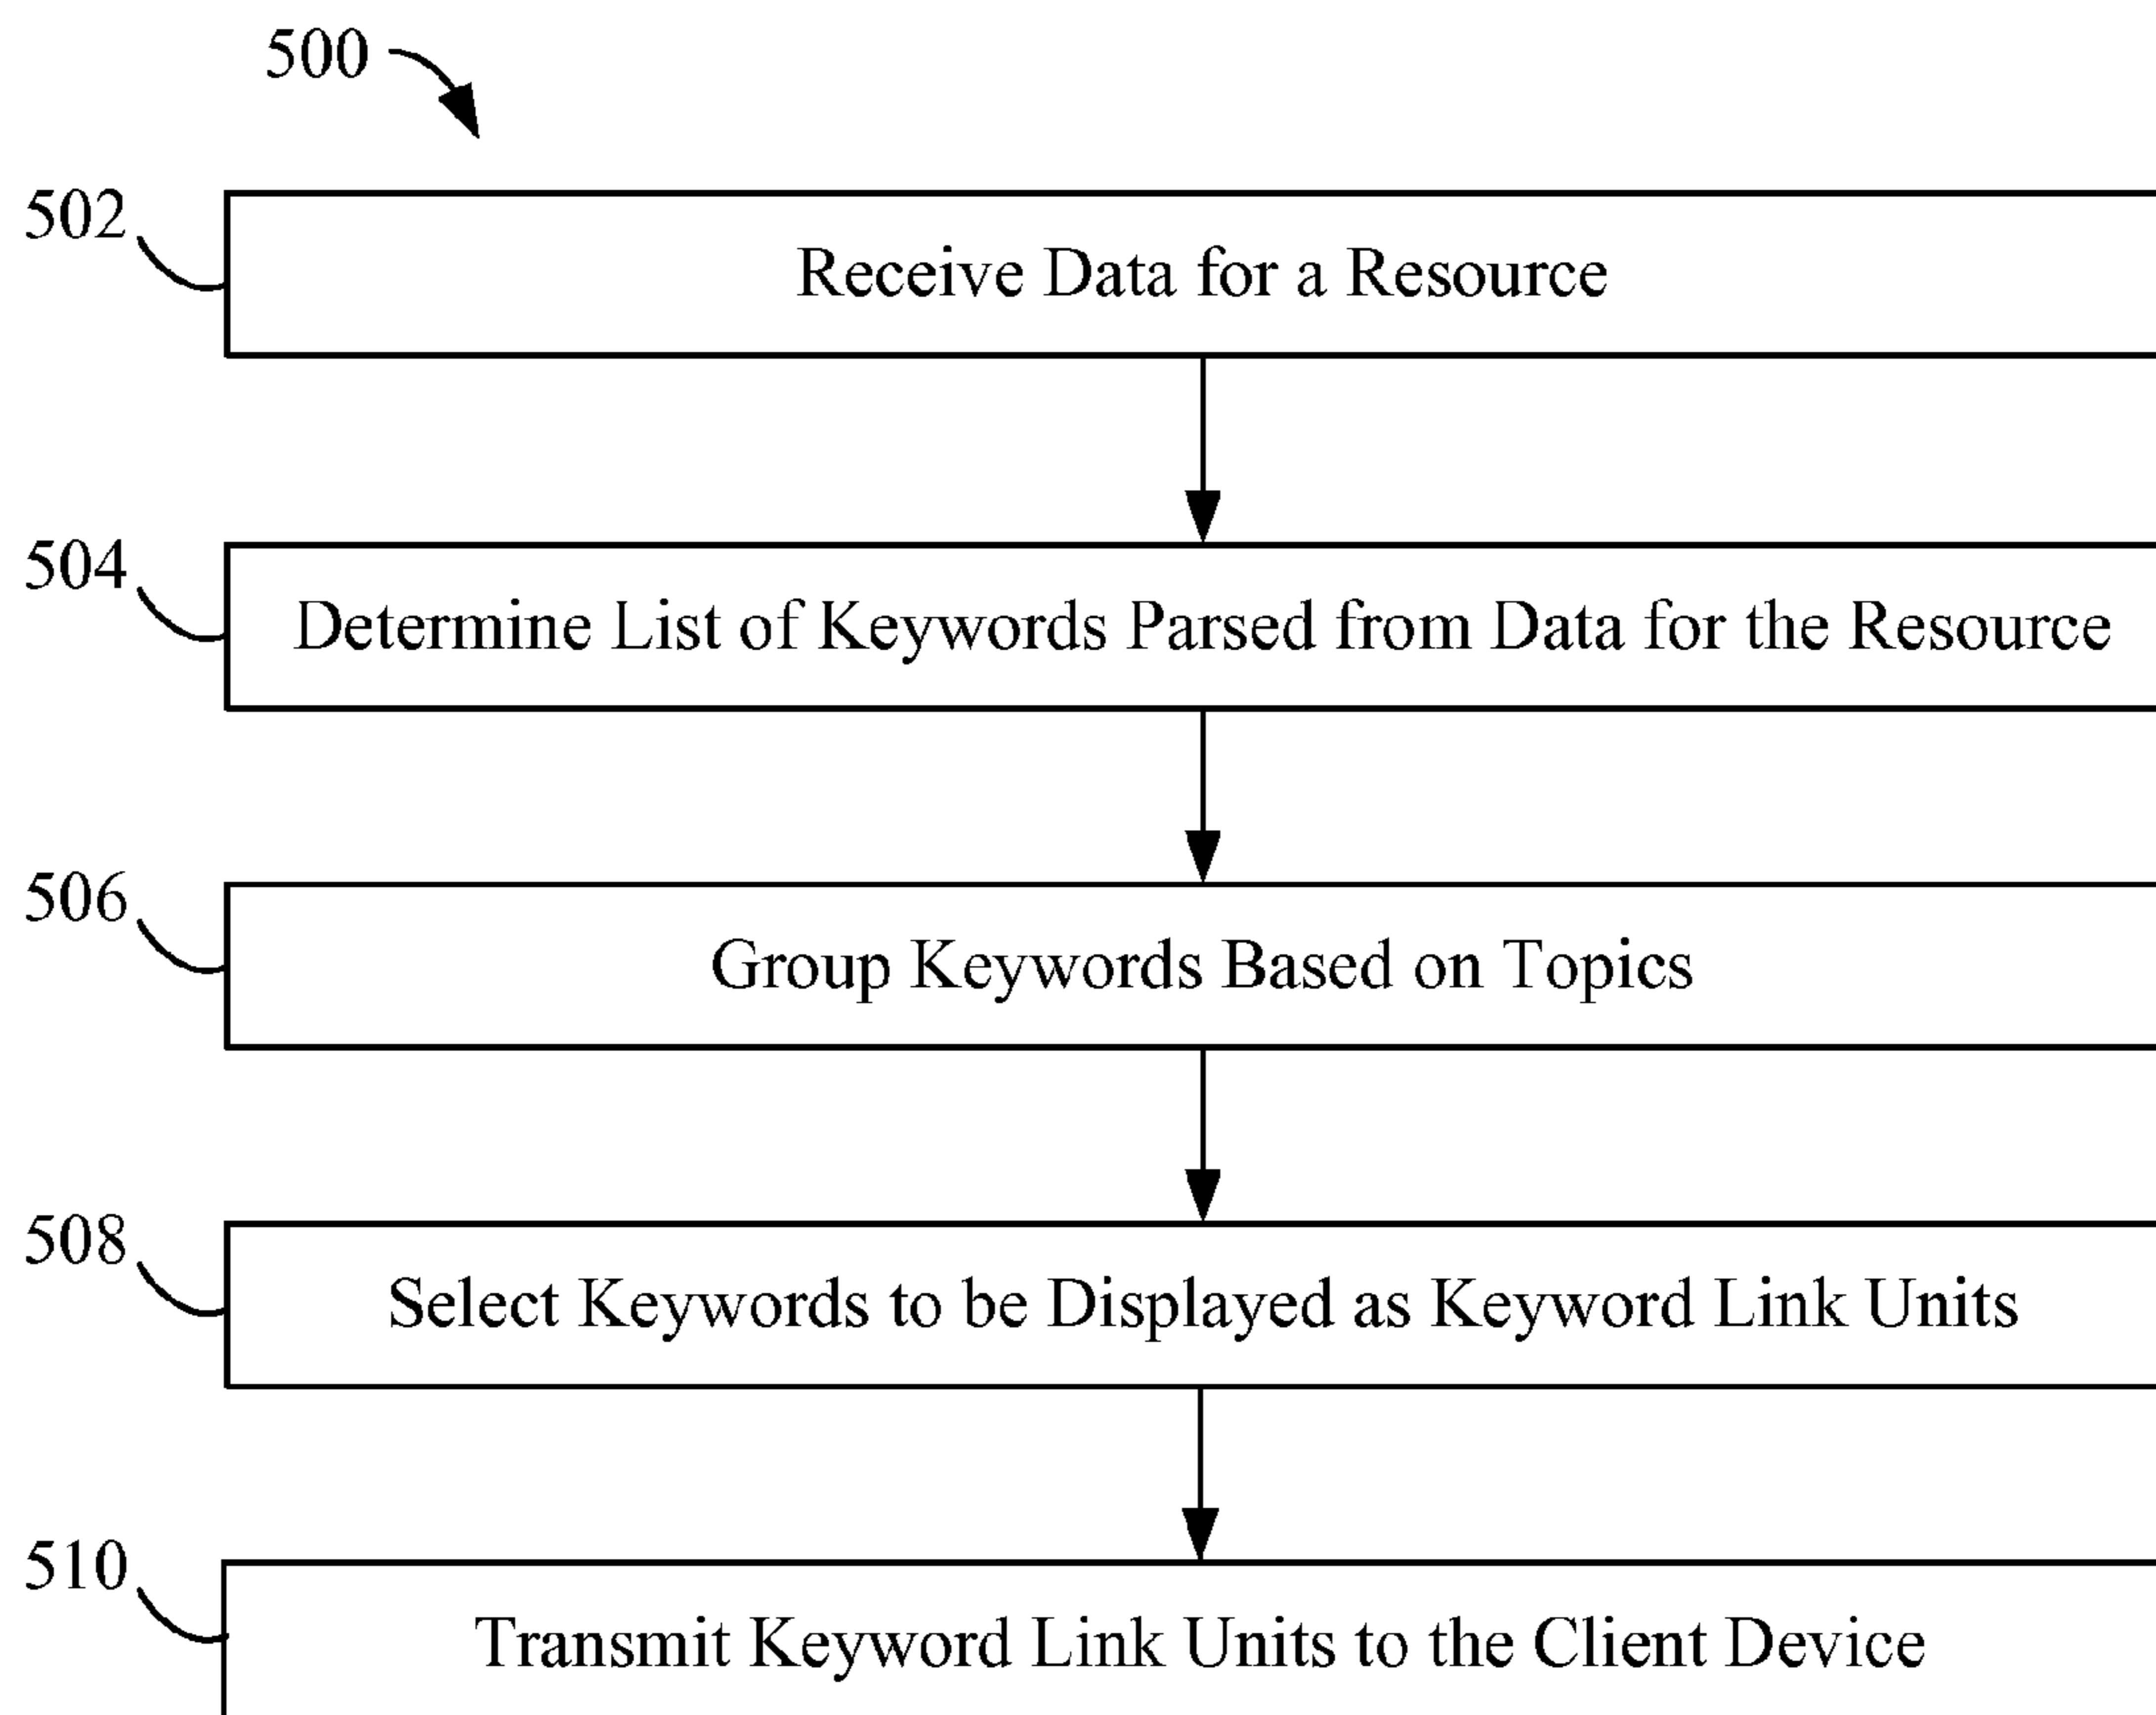 500
502
Receive Data for a Resource
504
Determine List of Keywords Parsed from Data for the Resource
506
Group Keywords Based on Topics
508
Select Keywords to be Displayed as Keyword Link Units
510
Transmit Keyword Link Units to the Client Device